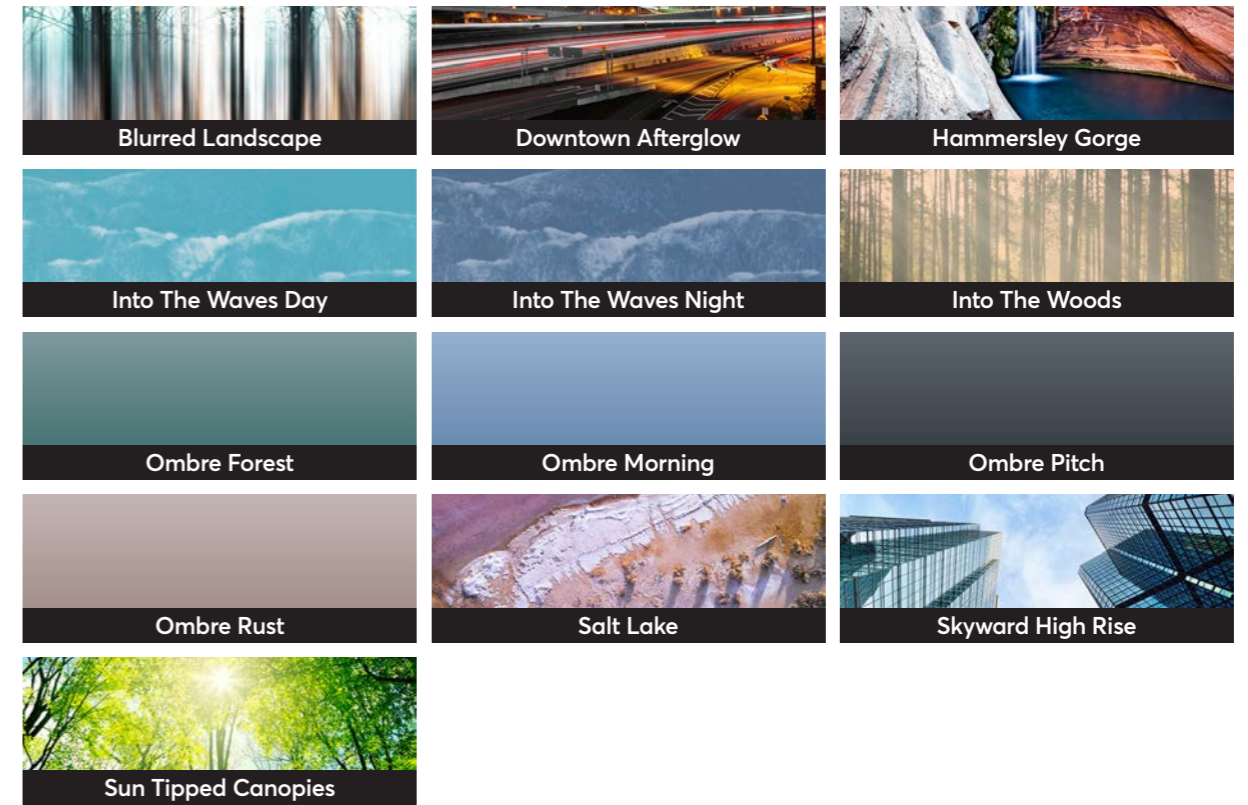 Blurred Landscape
Downtown Afterglow
Hammersley Gorge
Into The Waves Day
Into The Waves Night
Into The Woods
Ombre Forest
Ombre Morning
Ombre Pitch
Ombre Rust
Salt Lake
Skyward High Rise
Sun Tipped Canopies